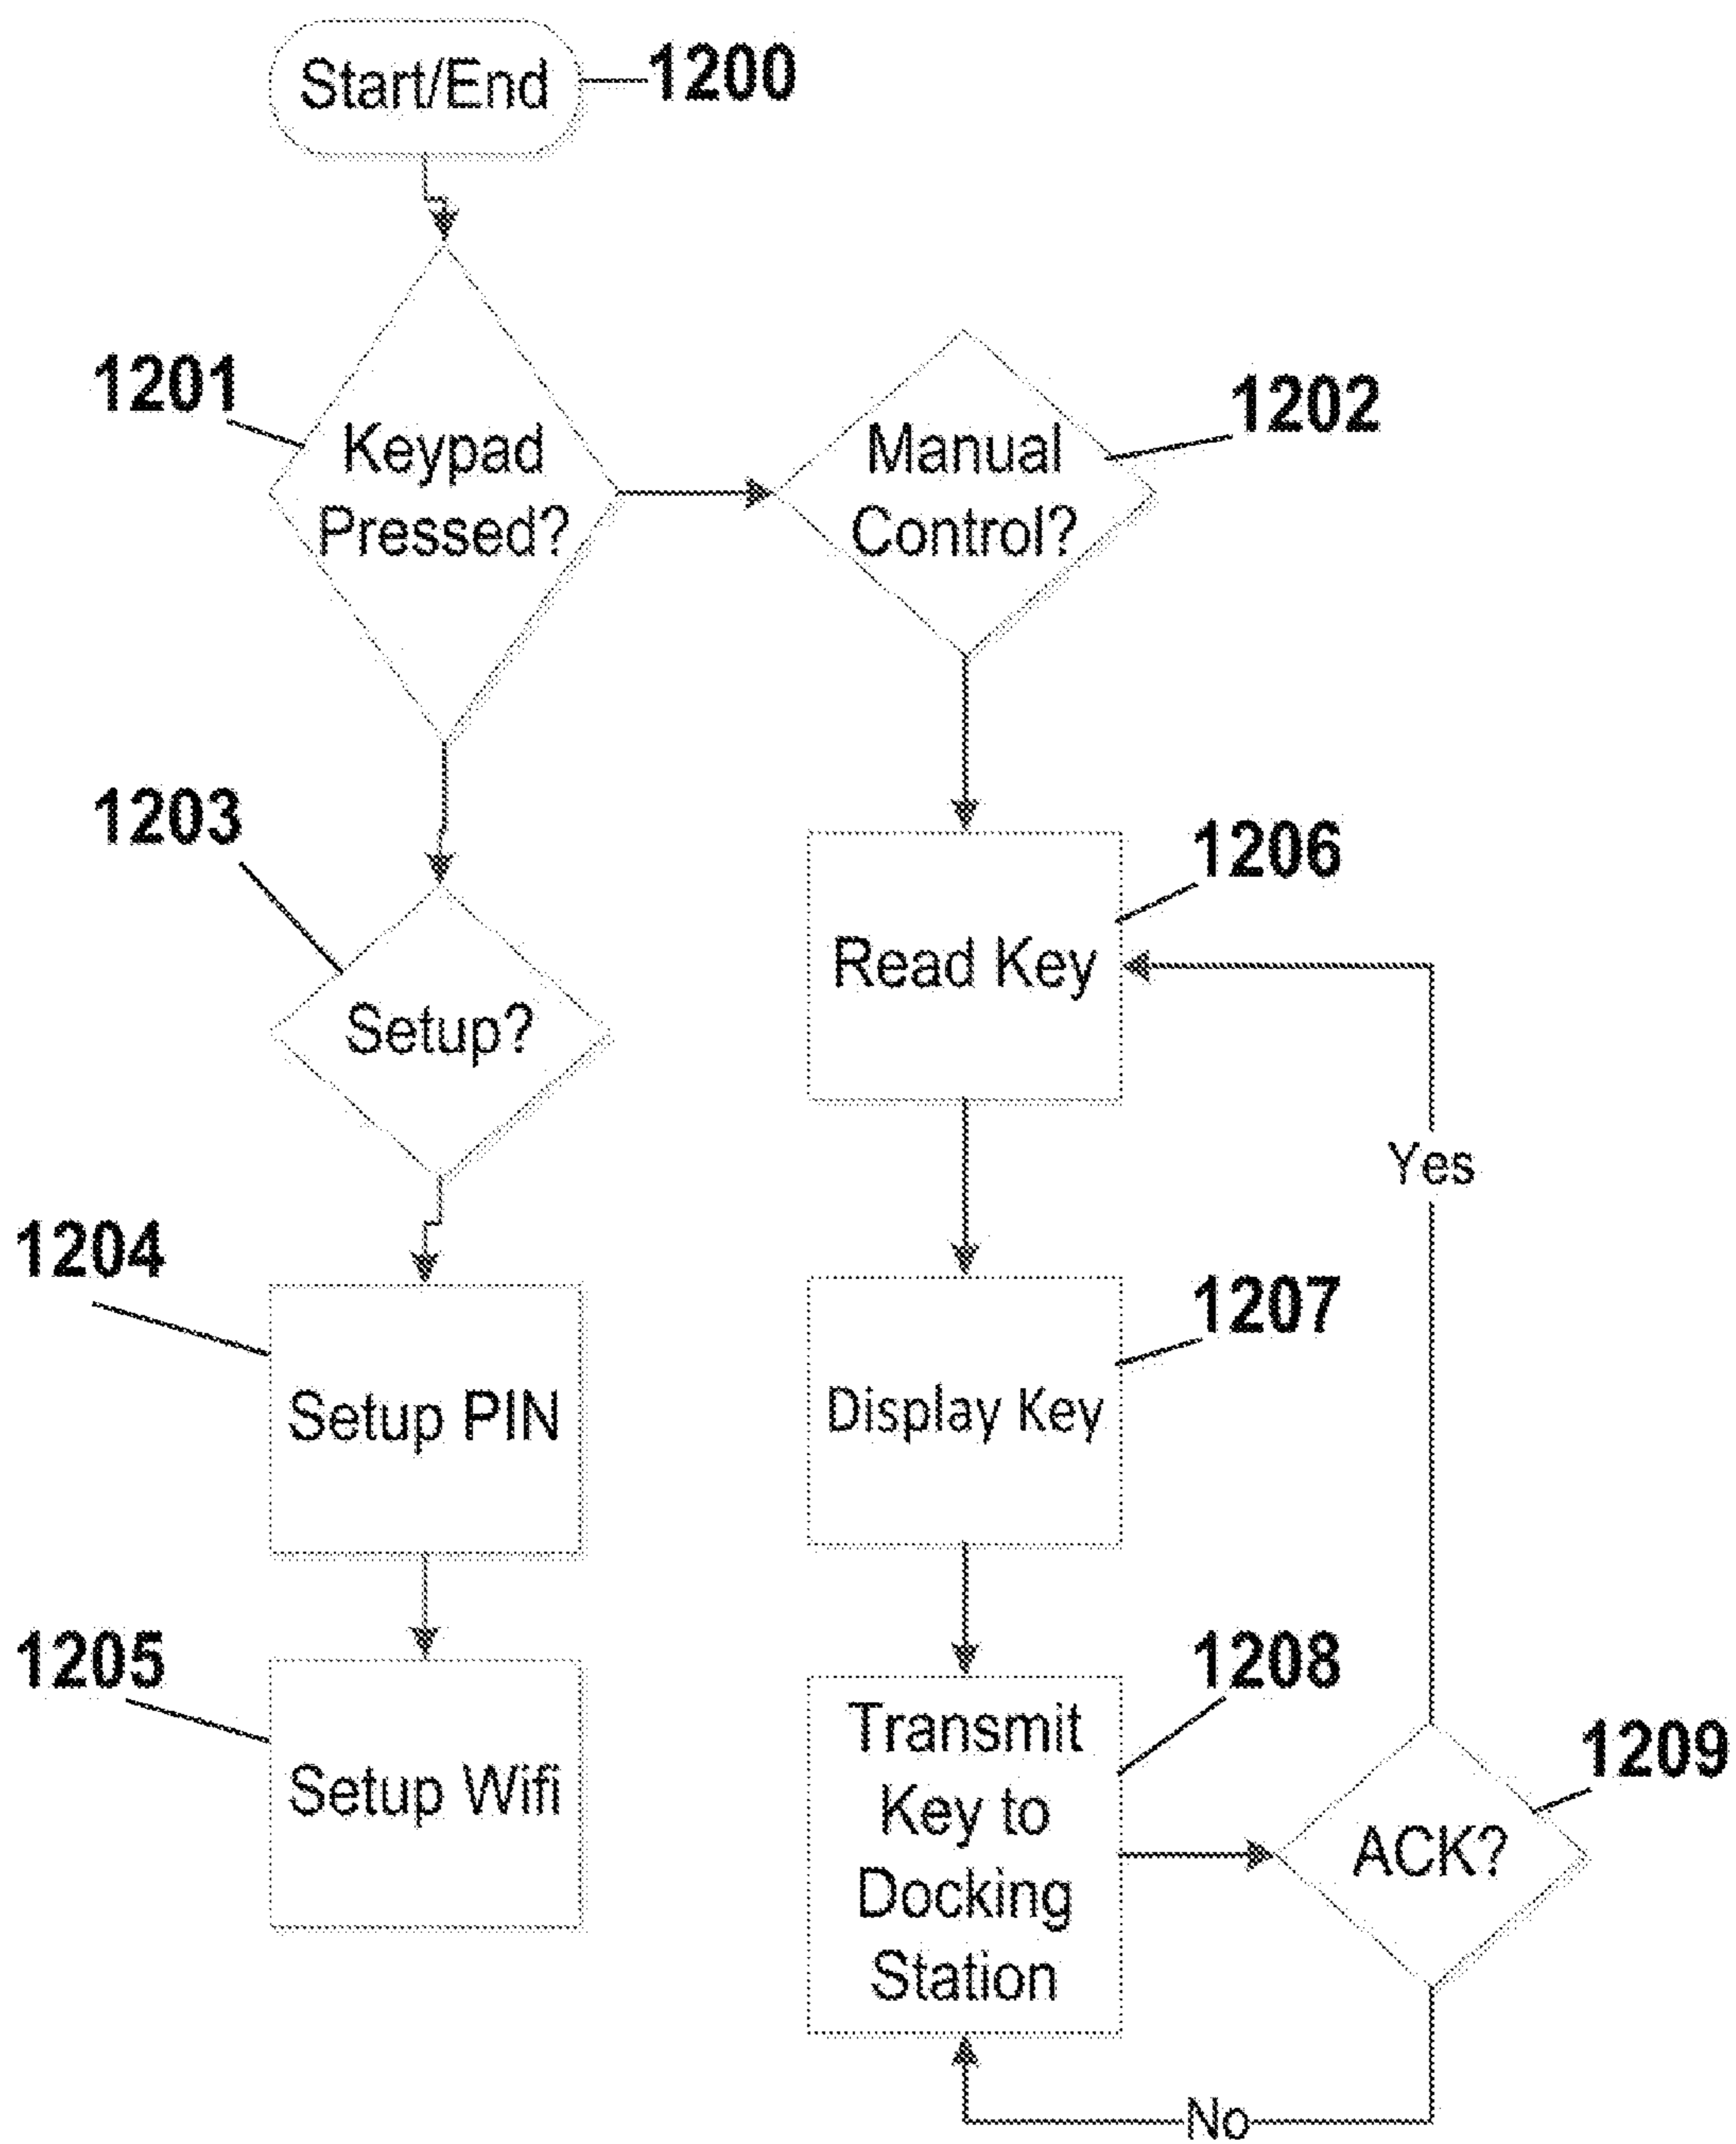 Start/End
1200
1201
Keypad
Pressed?
Manual
Control?
1202
1203
Setup?
1206
Read Key
Yes
1204
Setup PIN
1207
Display Key
1205
Setup Wifi
1208
Transmit
Key to
Docking
Station
1209
ACK?
No